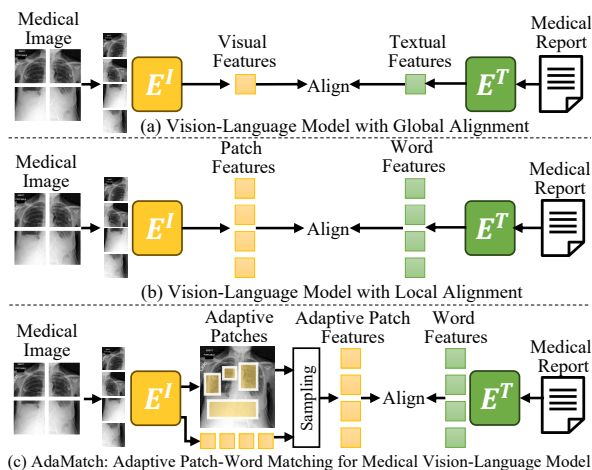 Medical
Image
Visual
Features
Textual
Features
Medical
Report
E^I
Align
E^T
(a) Vision-Language Model with Global Alignment
Medical
Image
Patch
Features
Word
Features
Medical
Report
E^I
Align
E^T
(b) Vision-Language Model with Local Alignment
Medical
Image
Adaptive
Patches
Adaptive Patch
Features
Word
Features
Medical
Report
E^I
Sampling
Align
E^T
(c) AdaMatch: Adaptive Patch-Word Matching for Medical Vision-Language Model